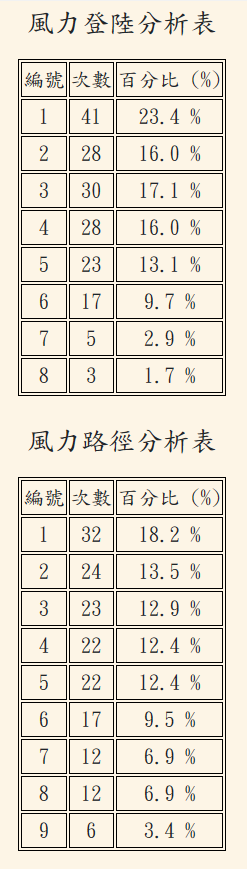 風力登陸分析表
編號 次數 百分比 (%)
1 41 23.4 %
2 28 16.0 %
3 30 17.1 %
4 28 16.0 %
5 23 13.1 %
6 17 9.7 %
7 5 2.9 %
8 3 1.7 %
風力路徑分析表
編號 次數 百分比 (%)
1 32 18.2 %
2 24 13.5 %
3 23 12.9 %
4 22 12.4 %
5 22 12.4 %
6 17 9.5 %
7 12 6.9 %
8 12 6.9 %
9 6 3.4 %